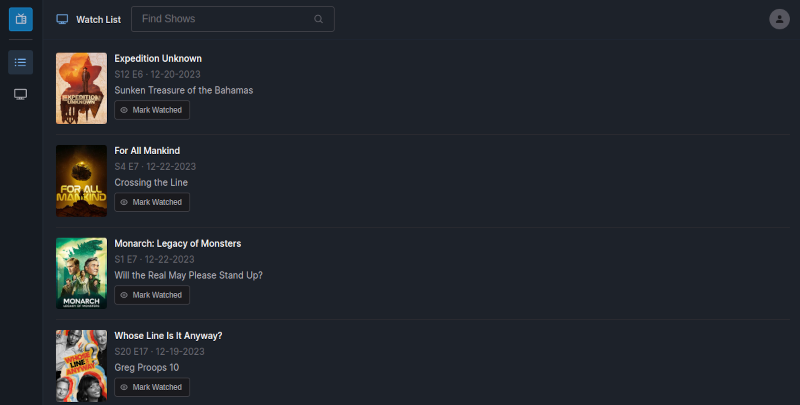 Watch List
Find Shows
EXPEDITION
UNKNOWN
Expedition Unknown
S12 E6 · 12-20-2023
Sunken Treasure of the Bahamas
Mark Watched
FOR ALL
MANKIND
For All Mankind
S4 E7 · 12-22-2023
Crossing the Line
Mark Watched
MONARCH
LEGACY OF MONSTERS
Monarch: Legacy of Monsters
S1 E7 · 12-22-2023
Will the Real May Please Stand Up?
Mark Watched
WHOSE
LINE IS IT
ANYWAY?
Whose Line Is It Anyway?
S20 E17 · 12-19-2023
Greg Proops 10
Mark Watched